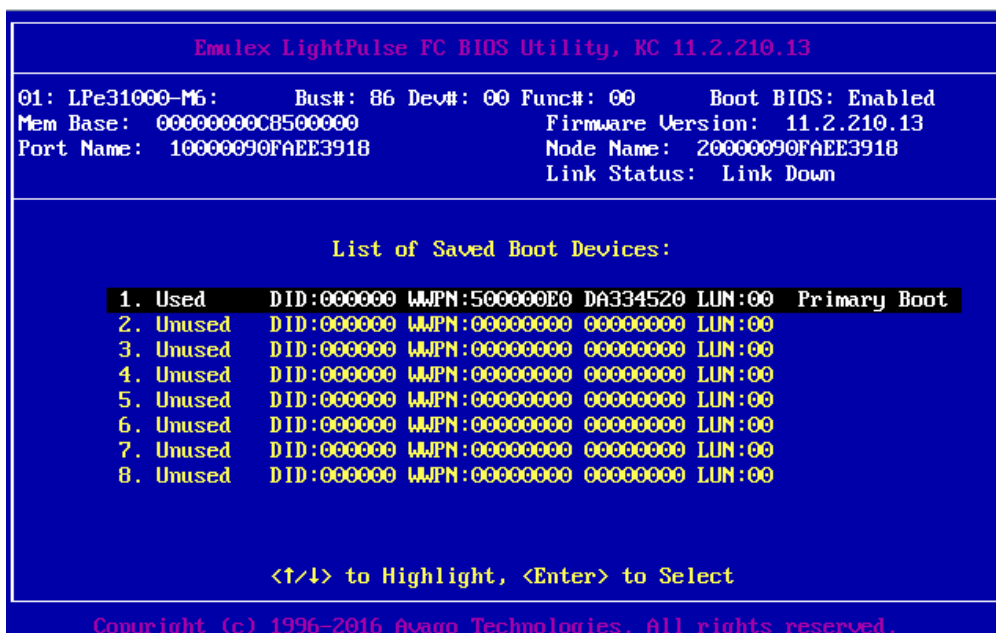 Emulex LightPulse FC BIOS Utility, KC 11.2.210.13
01: LPe31000-M6: Bus#: 86 Dev#: 00 Func#: 00 Boot BIOS: Enabled
Mem Base: 00000000C8500000 Firmware Version: 11.2.210.13
Port Name: 10000090FAEE3918 Node Name: 20000090FAEE3918
Link Status: Link Down
List of Saved Boot Devices:
1. Used DID:000000 WWPN:500000E0 DA334520 LUN:00 Primary Boot
2. Unused DID:000000 WWPN:00000000 00000000 LUN:00
3. Unused DID:000000 WWPN:00000000 00000000 LUN:00
4. Unused DID:000000 WWPN:00000000 00000000 LUN:00
5. Unused DID:000000 WWPN:00000000 00000000 LUN:00
6. Unused DID:000000 WWPN:00000000 00000000 LUN:00
7. Unused DID:000000 WWPN:00000000 00000000 LUN:00
8. Unused DID:000000 WWPN:00000000 00000000 LUN:00
<↑/↓> to Highlight, <Enter> to Select
Copyright (c) 1996-2016 Avago Technologies. All rights reserved.